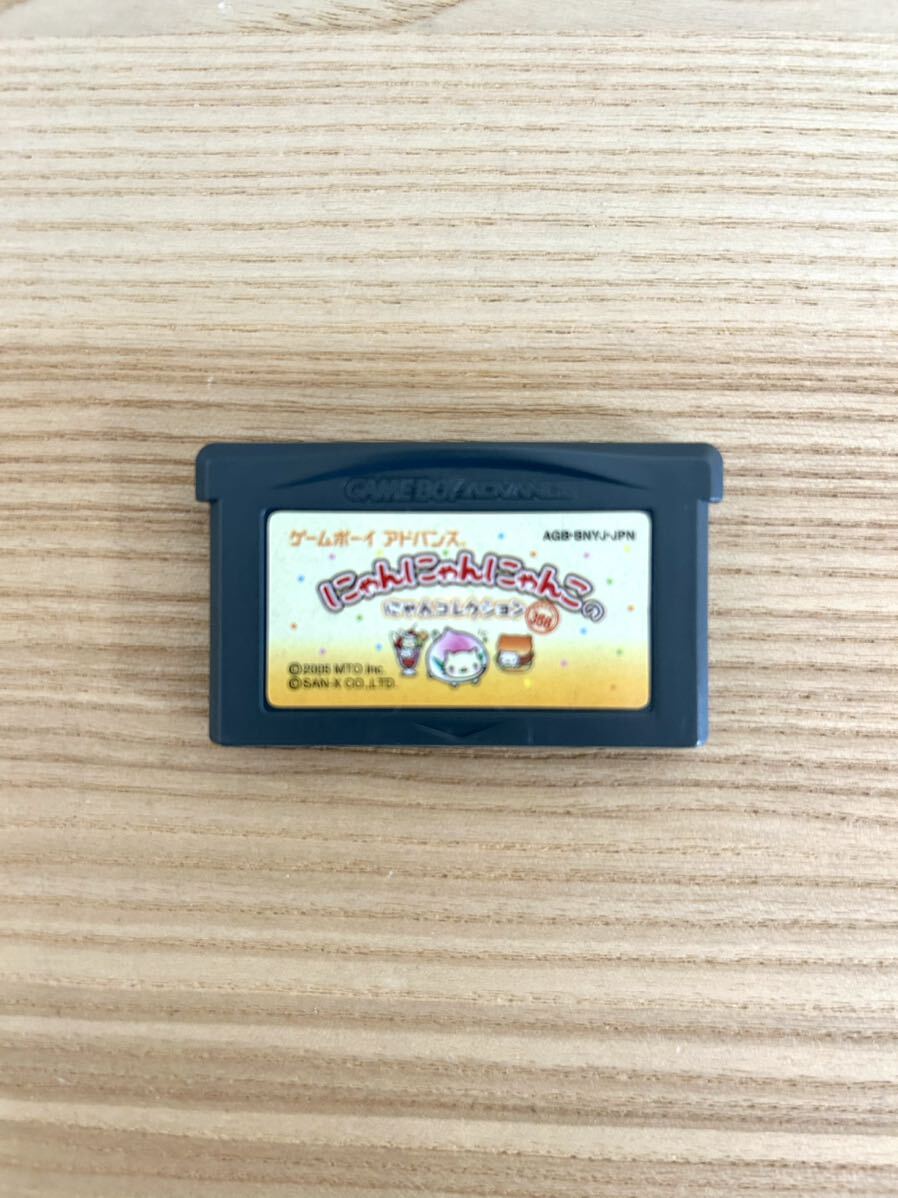 GAME BOY ADVANCE
ゲームボーイ アドバンス™
AGB-BNYJ-JPN
にゃんにゃんにゃんこの
にゃんコレクション
©2005 MTO Inc.
©SAN-X CO.,LTD.